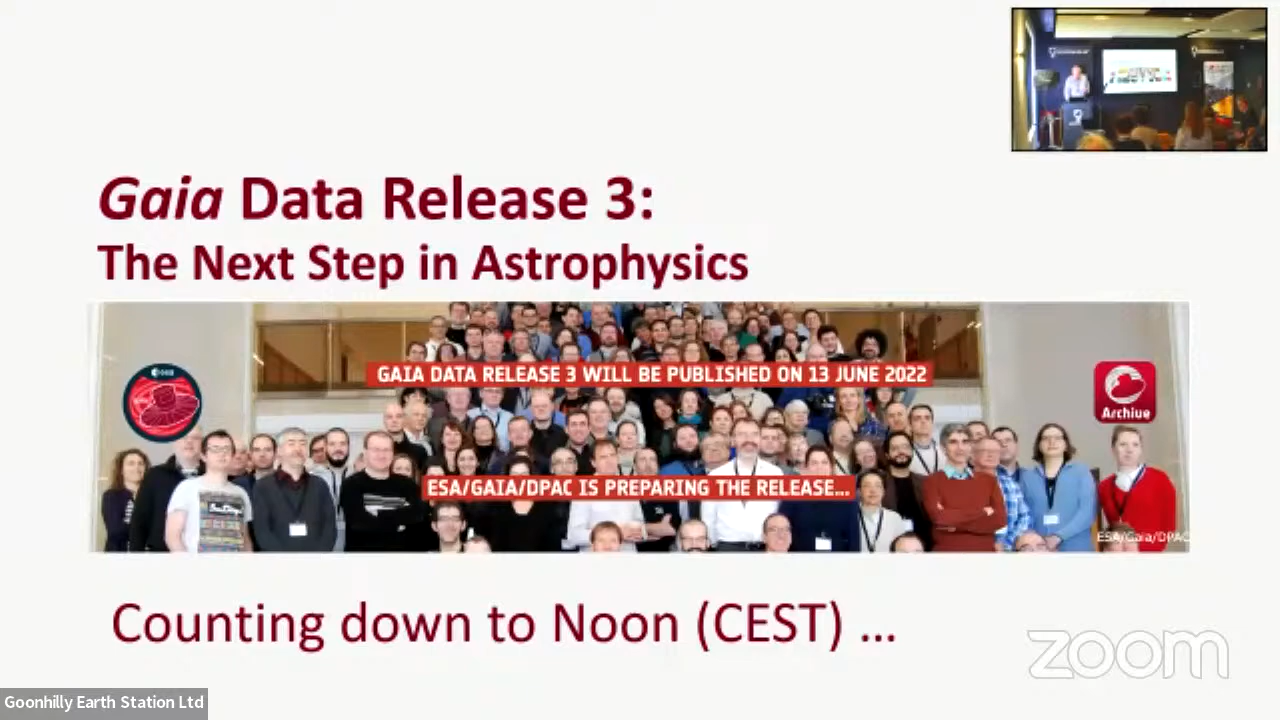 Gaia Data Release 3:
The Next Step in Astrophysics
GAIA DATA RELEASE 3 WILL BE PUBLISHED ON 13 JUNE 2022
Archive
ESA/GAIA/DPAC IS PREPARING THE RELEASE...
ESA/Gaia/DPAC
Counting down to Noon (CEST) ...
zoom
Goonhilly Earth Station Ltd